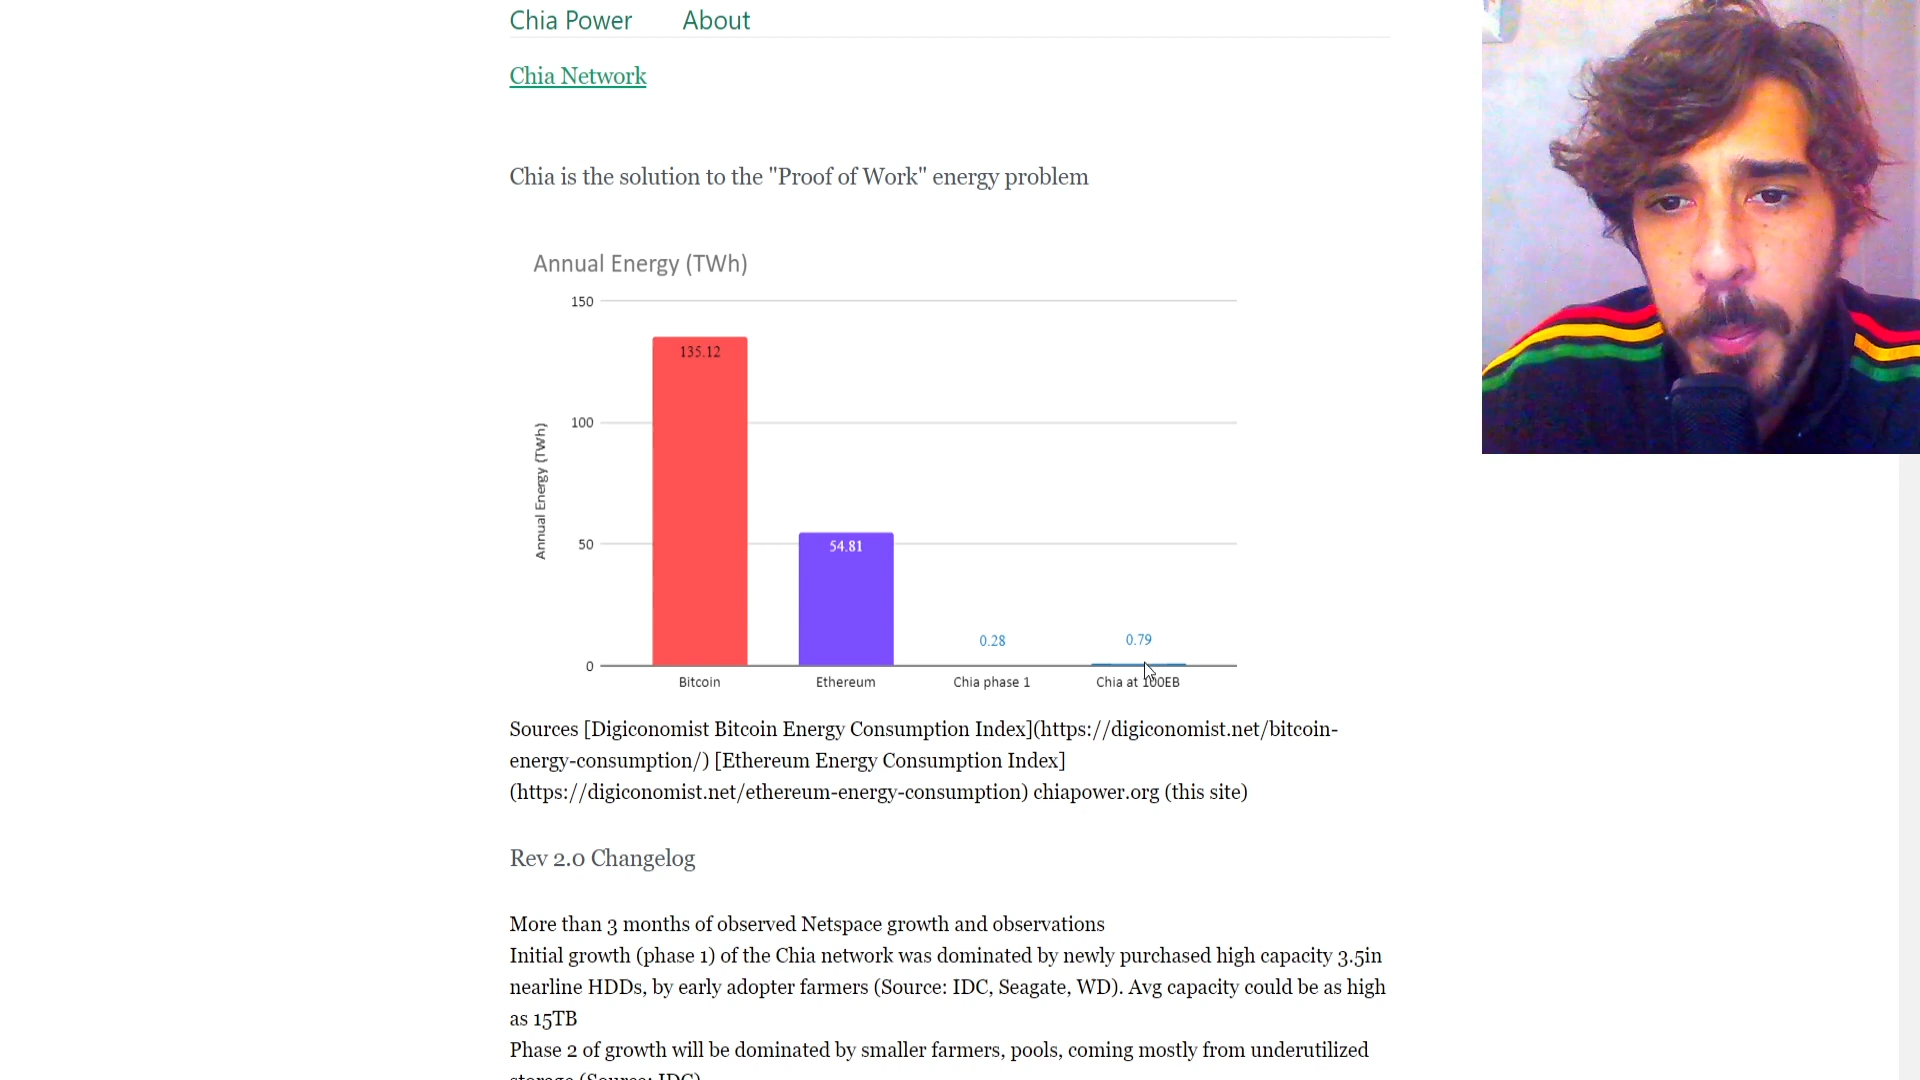 Chia Power About
Chia Network
Chia is the solution to the "Proof of Work" energy problem
Annual Energy (TWh)
150
100
50
0
Annual Energy (TWh)
135.12
54.81
0.28
0.79
Bitcoin
Ethereum
Chia phase 1
Chia at 100EB
Sources [Digiconomist Bitcoin Energy Consumption Index](https://digiconomist.net/bitcoin-
energy-consumption/) [Ethereum Energy Consumption Index]
(https://digiconomist.net/ethereum-energy-consumption) chiapower.org (this site)
Rev 2.0 Changelog
More than 3 months of observed Netspace growth and observations
Initial growth (phase 1) of the Chia network was dominated by newly purchased high capacity 3.5in
nearline HDDs, by early adopter farmers (Source: IDC, Seagate, WD). Avg capacity could be as high
as 15TB
Phase 2 of growth will be dominated by smaller farmers, pools, coming mostly from underutilized
storage (Source: IDC)